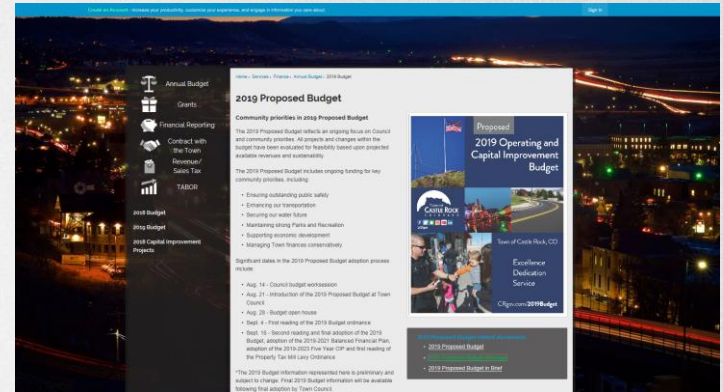 Create an Account - Increase your productivity, customize your experience, and engage in information you care about.
Sign In
Annual Budget
Grants
Financial Reporting
Contract with
the Town
Revenue/
Sales Tax
TABOR
2018 Budget
2019 Budget
2018 Capital Improvement
Projects
Home › Services › Finance › Annual Budget › 2019 Budget
2019 Proposed Budget
Community priorities in 2019 Proposed Budget
The 2019 Proposed Budget reflects an ongoing focus on Council
and community priorities. All projects and changes within the
budget have been evaluated for feasibility based upon projected
available revenues and sustainability.
The 2019 Proposed Budget includes ongoing funding for key
community priorities, including:
• Ensuring outstanding public safety
• Enhancing our transportation
• Securing our water future
• Maintaining strong Parks and Recreation
• Supporting economic development
• Managing Town finances conservatively
Significant dates in the 2019 Proposed Budget adoption process
include:
• Aug. 14 - Council budget worksession
• Aug. 21 - Introduction of the 2019 Proposed Budget at Town
Council
• Aug. 28 - Budget open house
• Sept. 4 - First reading of the 2019 Budget ordinance
• Sept. 18 - Second reading and final adoption of the 2019
Budget, adoption of the 2019-2021 Balanced Financial Plan,
adoption of the 2019-2023 Five Year CIP and first reading of
the Property Tax Mill Levy Ordinance
*The 2019 Budget information represented here is preliminary and
subject to change. Final 2019 Budget information will be available
following final adoption by Town Council.
Proposed
2019 Operating and
Capital Improvement
Budget
CASTLE ROCK
COLORADO
Town of Castle Rock, CO
Excellence
Dedication
Service
CRgov.com/2019Budget
• 2019 Proposed Budget
• 2019 Proposed Budget in Brief